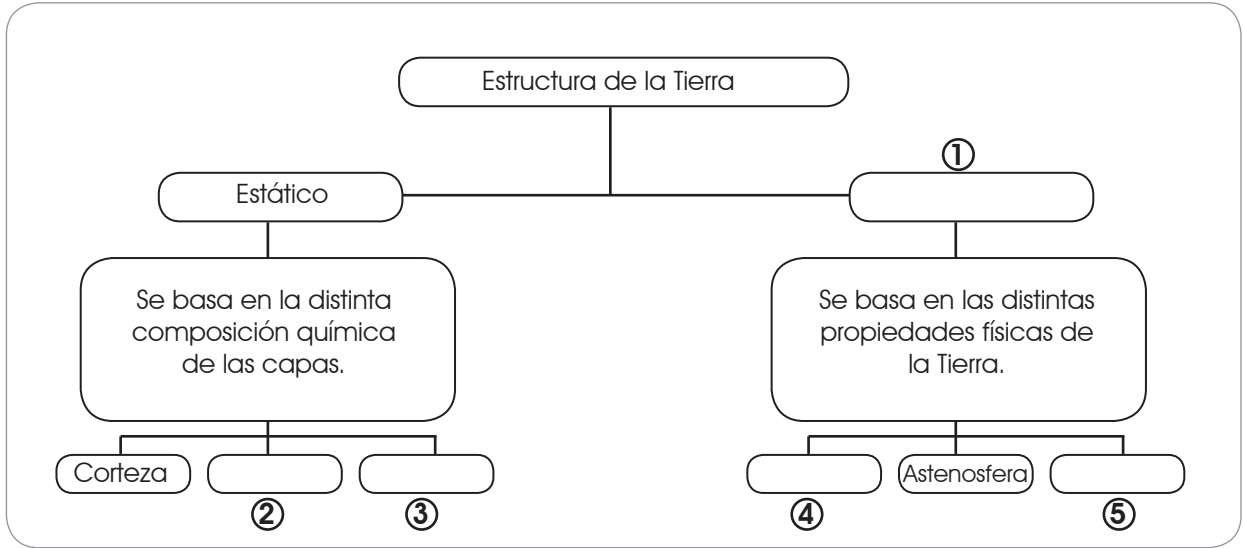 Estructura de la Tierra
①
Estático
Se basa en la distinta
composición química
de las capas.
Se basa en las distintas
propiedades físicas de
la Tierra.
Corteza
Astenosfera
②
③
④
⑤